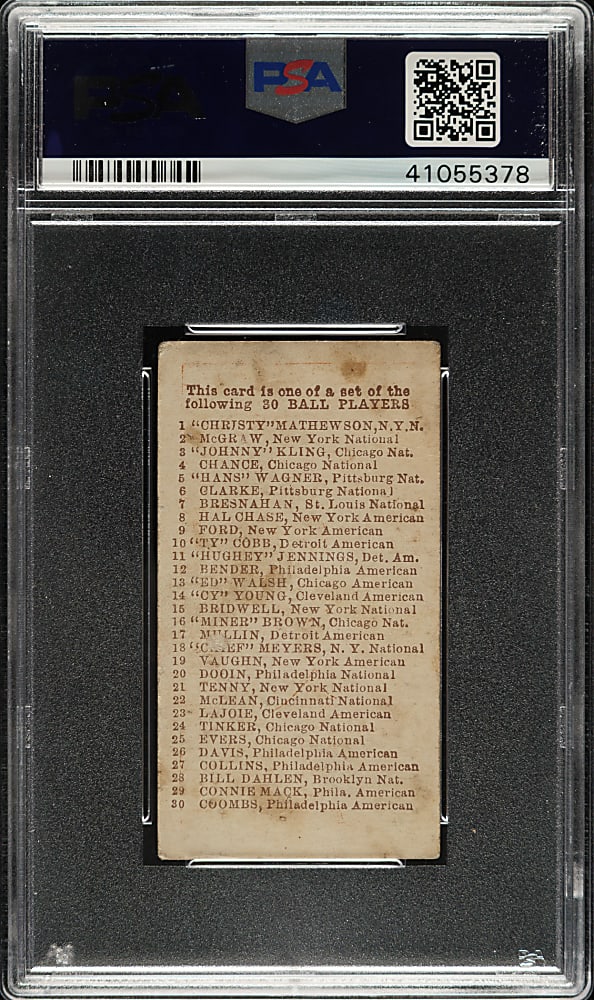 PSA
PSA
41055378
This card is one of a set of the
following 30 BALL PLAYERS
1 "CHRISTY" MATHEWSON, N.Y.N.
2 McGRAW, New York National
3 "JOHNNY" KLING, Chicago Nat.
4 CHANCE, Chicago National
5 "HANS" WAGNER, Pittsburg Nat.
6 CLARKE, Pittsburg National
7 BRESNAHAN, St. Louis National
8 HAL CHASE, New York American
9 FORD, New York American
10 "TY" COBB, Detroit American
11 "HUGHEY" JENNINGS, Det. Am.
12 BENDER, Philadelphia American
13 "ED" WALSH, Chicago American
14 "CY" YOUNG, Cleveland American
15 BRIDWELL, New York National
16 "MINER" BROWN, Chicago Nat.
17 MULLIN, Detroit American
18 "CHIEF" MEYERS, N. Y. National
19 VAUGHN, New York American
20 DOOIN, Philadelphia National
21 TENNY, New York National
22 McLEAN, Cincinnati National
23 LAJOIE, Cleveland American
24 TINKER, Chicago National
25 EVERS, Chicago National
26 DAVIS, Philadelphia American
27 COLLINS, Philadelphia American
28 BILL DAHLEN, Brooklyn Nat.
29 CONNIE MACK, Phila. American
30 COOMBS, Philadelphia American